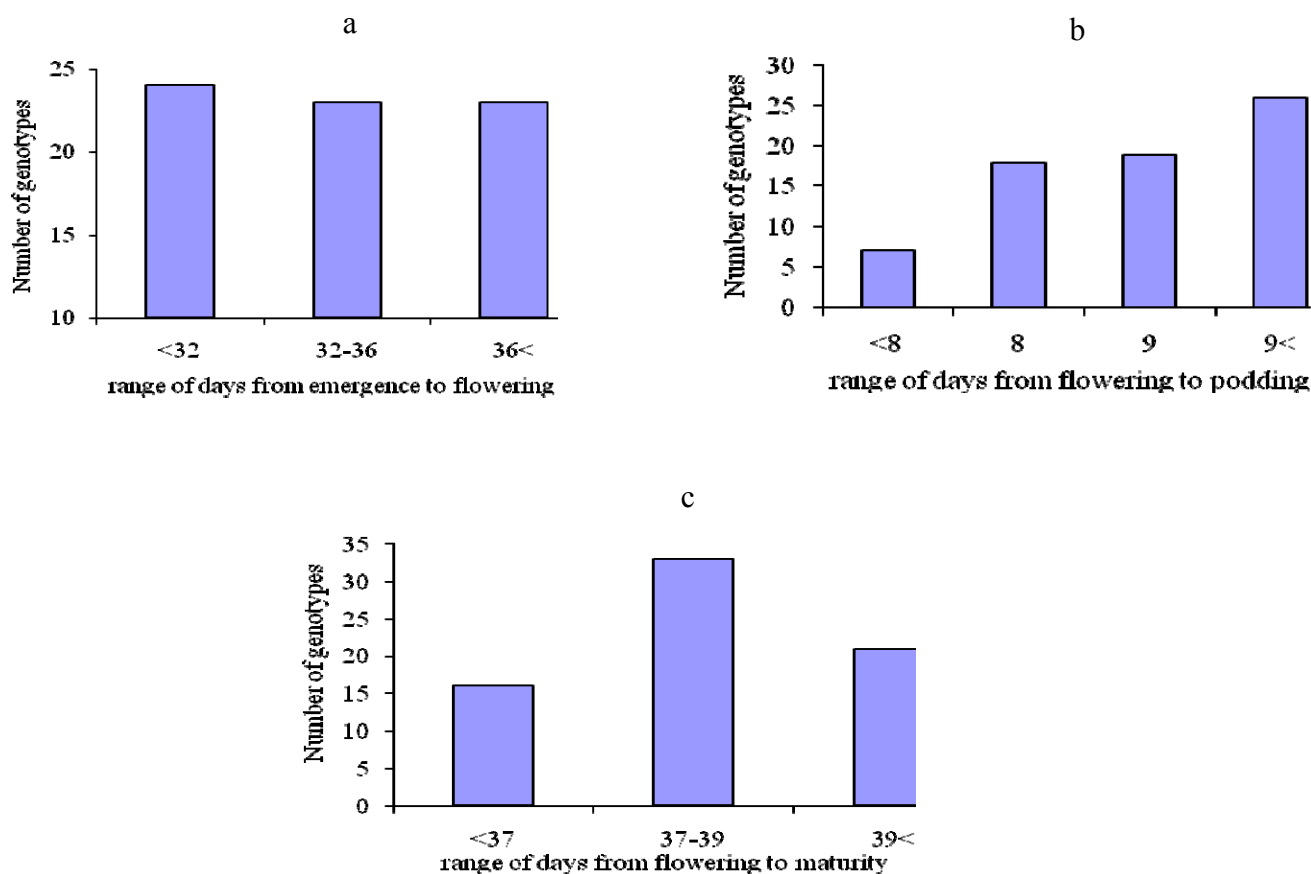 a
Number of genotypes
25
20
15
10
<32 32-36 36<
range of days from emergence to flowering
b
Number of genotypes
30
25
20
15
10
5
0
<8 8 9 9<
range of days from flowering to podding
c
Number of genotypes
35
30
25
20
15
10
5
0
<37 37-39 39<
range of days from flowering to maturity